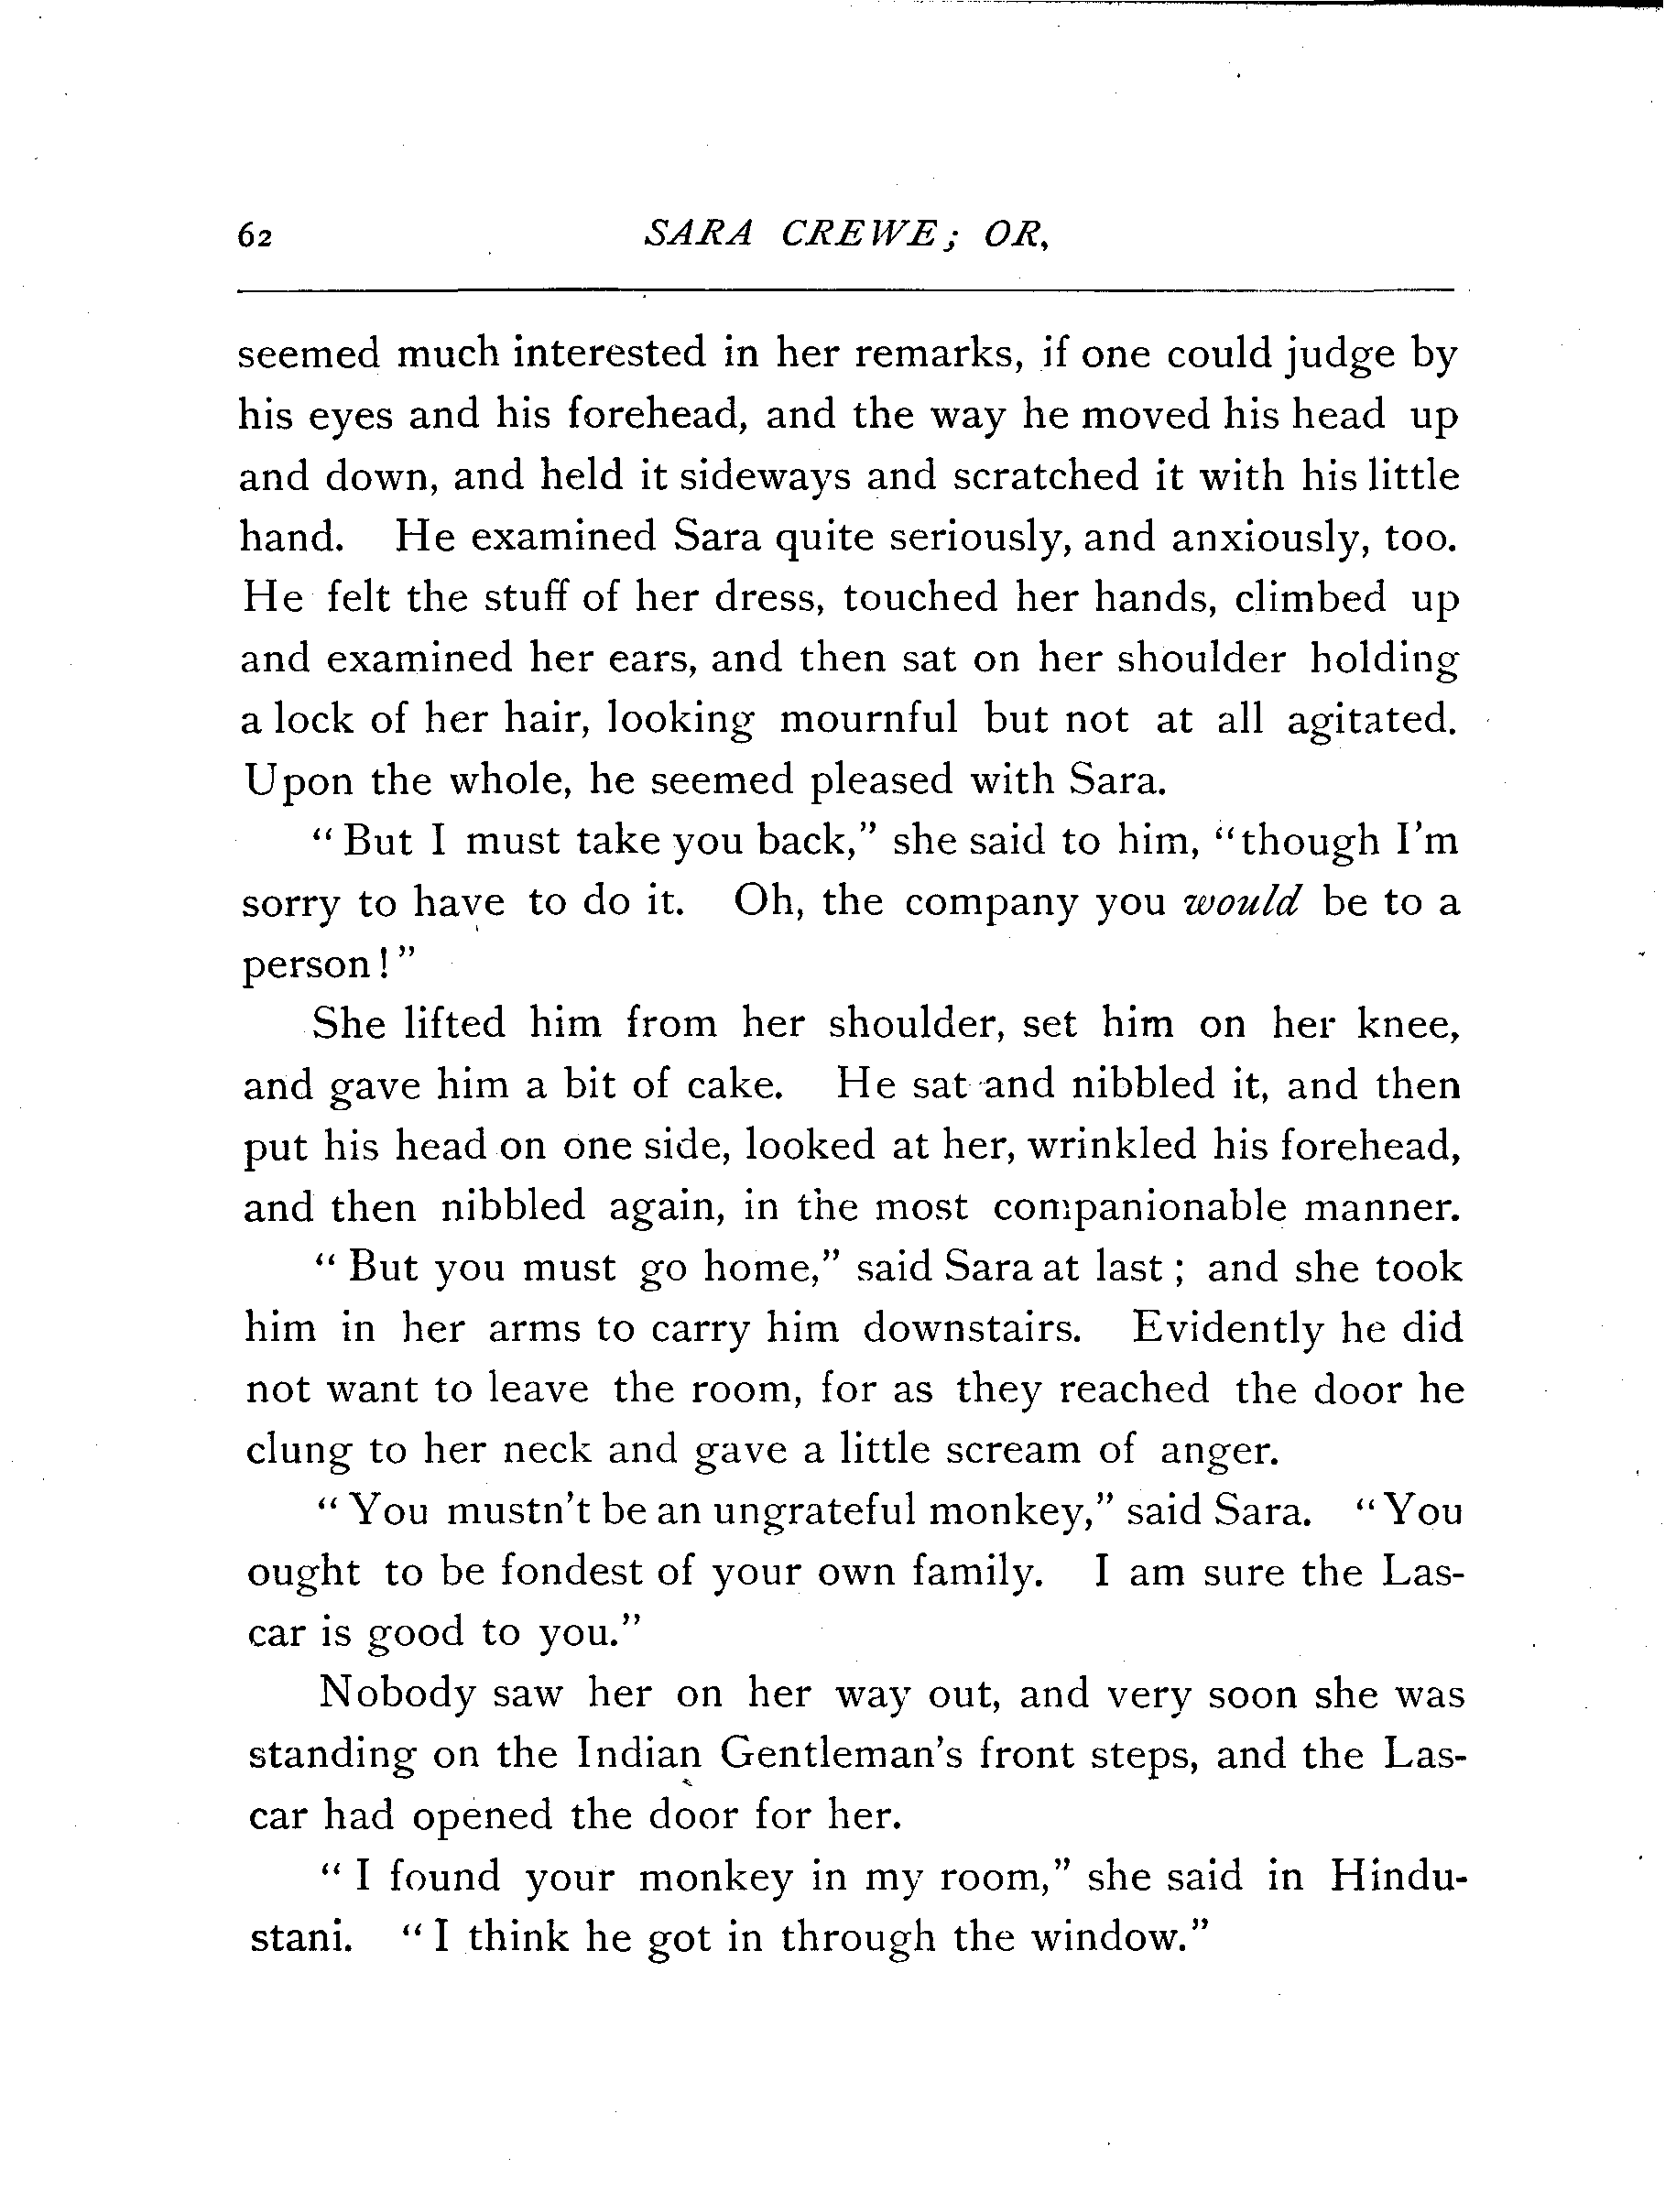 62 SARA CREWE; OR,
seemed much interested in her remarks, if one could judge by
his eyes and his forehead, and the way he moved his head up
and down, and held it sideways and scratched it with his little
hand. He examined Sara quite seriously, and anxiously, too.
He felt the stuff of her dress, touched her hands, climbed up
and examined her ears, and then sat on her shoulder holding
a lock of her hair, looking mournful but not at all agitated.
Upon the whole, he seemed pleased with Sara.
“But I must take you back,” she said to him, “though I’m
sorry to have to do it. Oh, the company you would be to a
person!”
She lifted him from her shoulder, set him on her knee,
and gave him a bit of cake. He sat and nibbled it, and then
put his head on one side, looked at her, wrinkled his forehead,
and then nibbled again, in the most companionable manner.
“But you must go home,” said Sara at last; and she took
him in her arms to carry him downstairs. Evidently he did
not want to leave the room, for as they reached the door he
clung to her neck and gave a little scream of anger.
“You mustn’t be an ungrateful monkey,” said Sara. “You
ought to be fondest of your own family. I am sure the Las-
car is good to you.”
Nobody saw her on her way out, and very soon she was
standing on the Indian Gentleman’s front steps, and the Las-
car had opened the door for her.
“I found your monkey in my room,” she said in Hindu-
stani. “I think he got in through the window.”